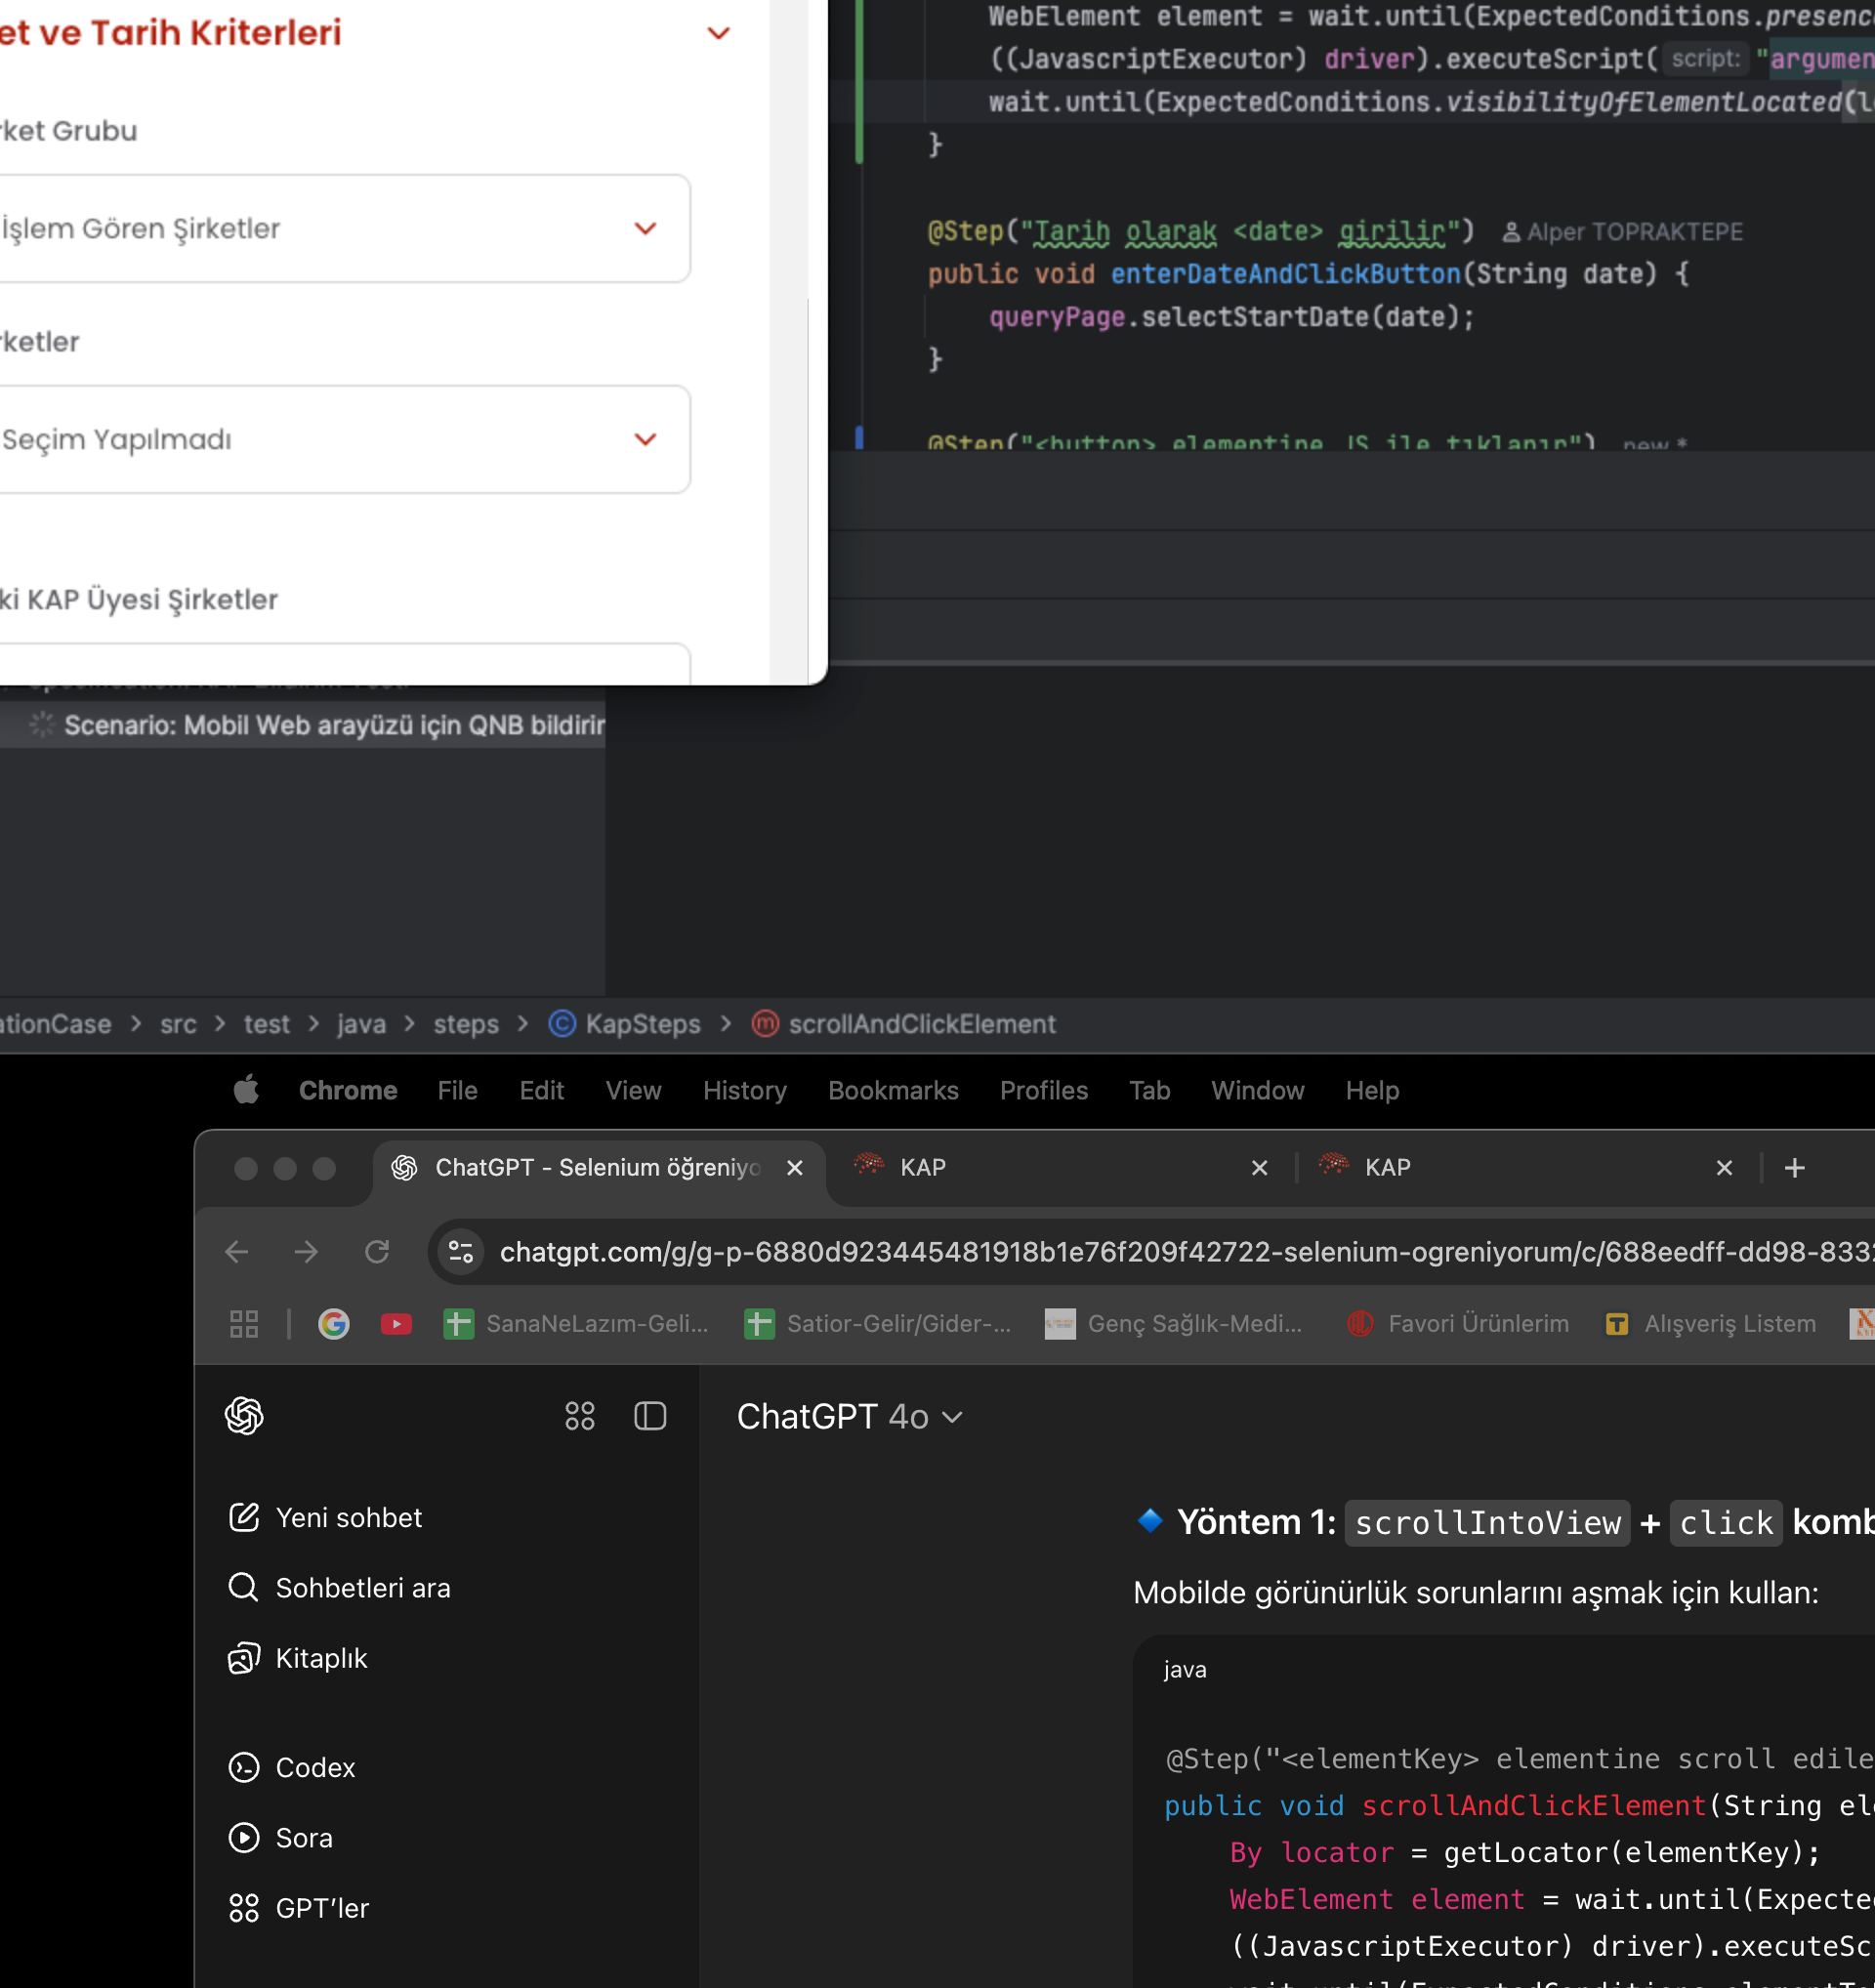 et ve Tarih Kriterleri
rket Grubu
İşlem Gören Şirketler
rketler
Seçim Yapılmadı
ki KAP Üyesi Şirketler
WebElement element = wait.until(ExpectedConditions.presenc
((JavascriptExecutor) driver).executeScript( script: "argumen
wait.until(ExpectedConditions.visibilityOfElementLocated(l
}
@Step("Tarih olarak <date> girilir") Alper TOPRAKTEPE
public void enterDateAndClickButton(String date) {
queryPage.selectStartDate(date);
}
@Step("<button> elementine JS ile tıklanır") new *
Scenario: Mobil Web arayüzü için QNB bildirir
ationCase > src > test > java > steps > KapSteps > scrollAndClickElement
Chrome File Edit View History Bookmarks Profiles Tab Window Help
ChatGPT - Selenium öğreniyo
KAP
KAP
chatgpt.com/g/g-p-6880d923445481918b1e76f209f42722-selenium-ogreniyorum/c/688eedff-dd98-833
SanaNeLazım-Geli... Satior-Gelir/Gider-... Genç Sağlık-Medi... Favori Ürünlerim Alışveriş Listem
ChatGPT 4o
Yeni sohbet
Sohbetleri ara
Kitaplık
Codex
Sora
GPT'ler
Yöntem 1: scrollIntoView + click komb
Mobilde görünürlük sorunlarını aşmak için kullan:
java
@Step("<elementKey> elementine scroll edile
public void scrollAndClickElement(String ele
By locator = getLocator(elementKey);
WebElement element = wait.until(Expected
((JavascriptExecutor) driver).executeSc